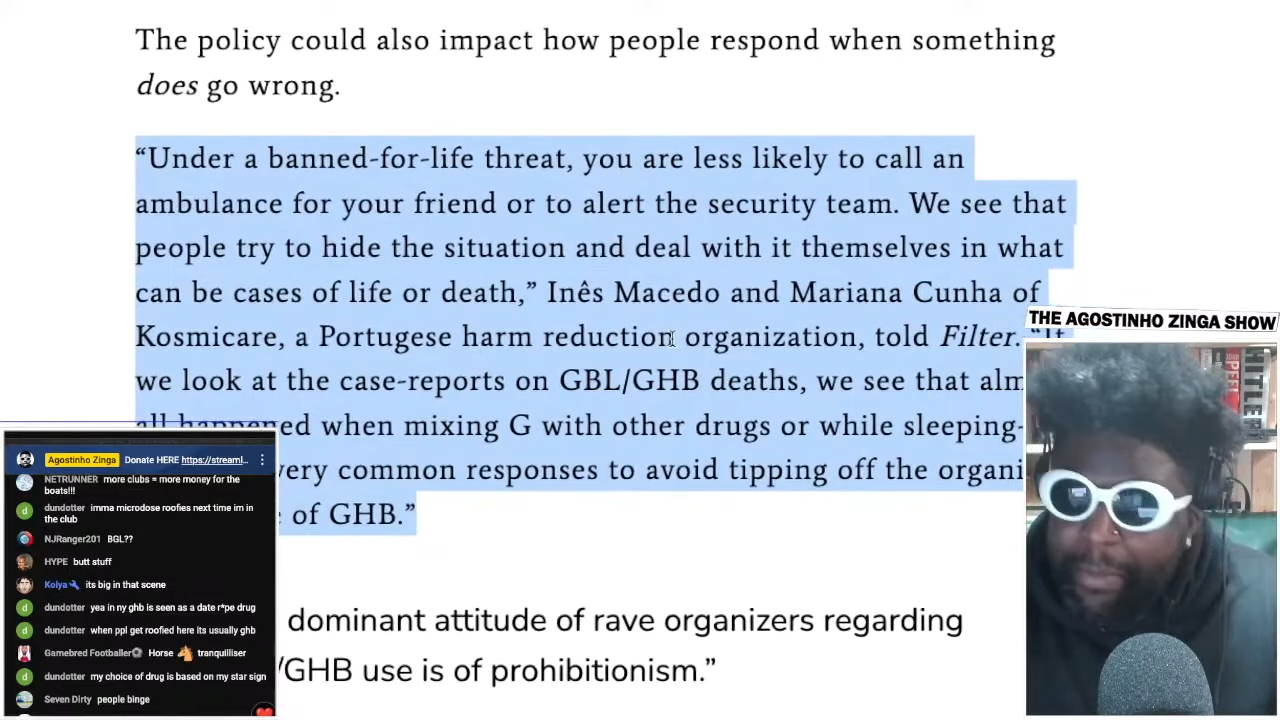 The policy could also impact how people respond when something
does go wrong.
“Under a banned-for-life threat, you are less likely to call an
ambulance for your friend or to alert the security team. We see that
people try to hide the situation and deal with it themselves in what
can be cases of life or death,” Inês Macedo and Mariana Cunha of
Kosmicare, a Portugese harm reduction organization, told Filter. “If
we look at the case-reports on GBL/GHB deaths, we see that alm
all happened when mixing G with other drugs or while sleeping-
very common responses to avoid tipping off the organi
of GHB.”
dominant attitude of rave organizers regarding
/GHB use is of prohibitionism.”
THE AGOSTINHO ZINGA SHOW
HITLE
Agostinho Zinga Donate HERE https://streaml...
NETRUNNER more clubs = more money for the
boats!!!
dundotter imma microdose roofies next time im in
the club
NJRanger201 BGL??
HYPE butt stuff
Kolya its big in that scene
dundotter yea in ny ghb is seen as a date r*pe drug
dundotter when ppl get roofied here its usually ghb
Gamebred Footballer⚽ Horse 🐴 tranquilliser
dundotter my choice of drug is based on my star sign
Seven Dirty people binge